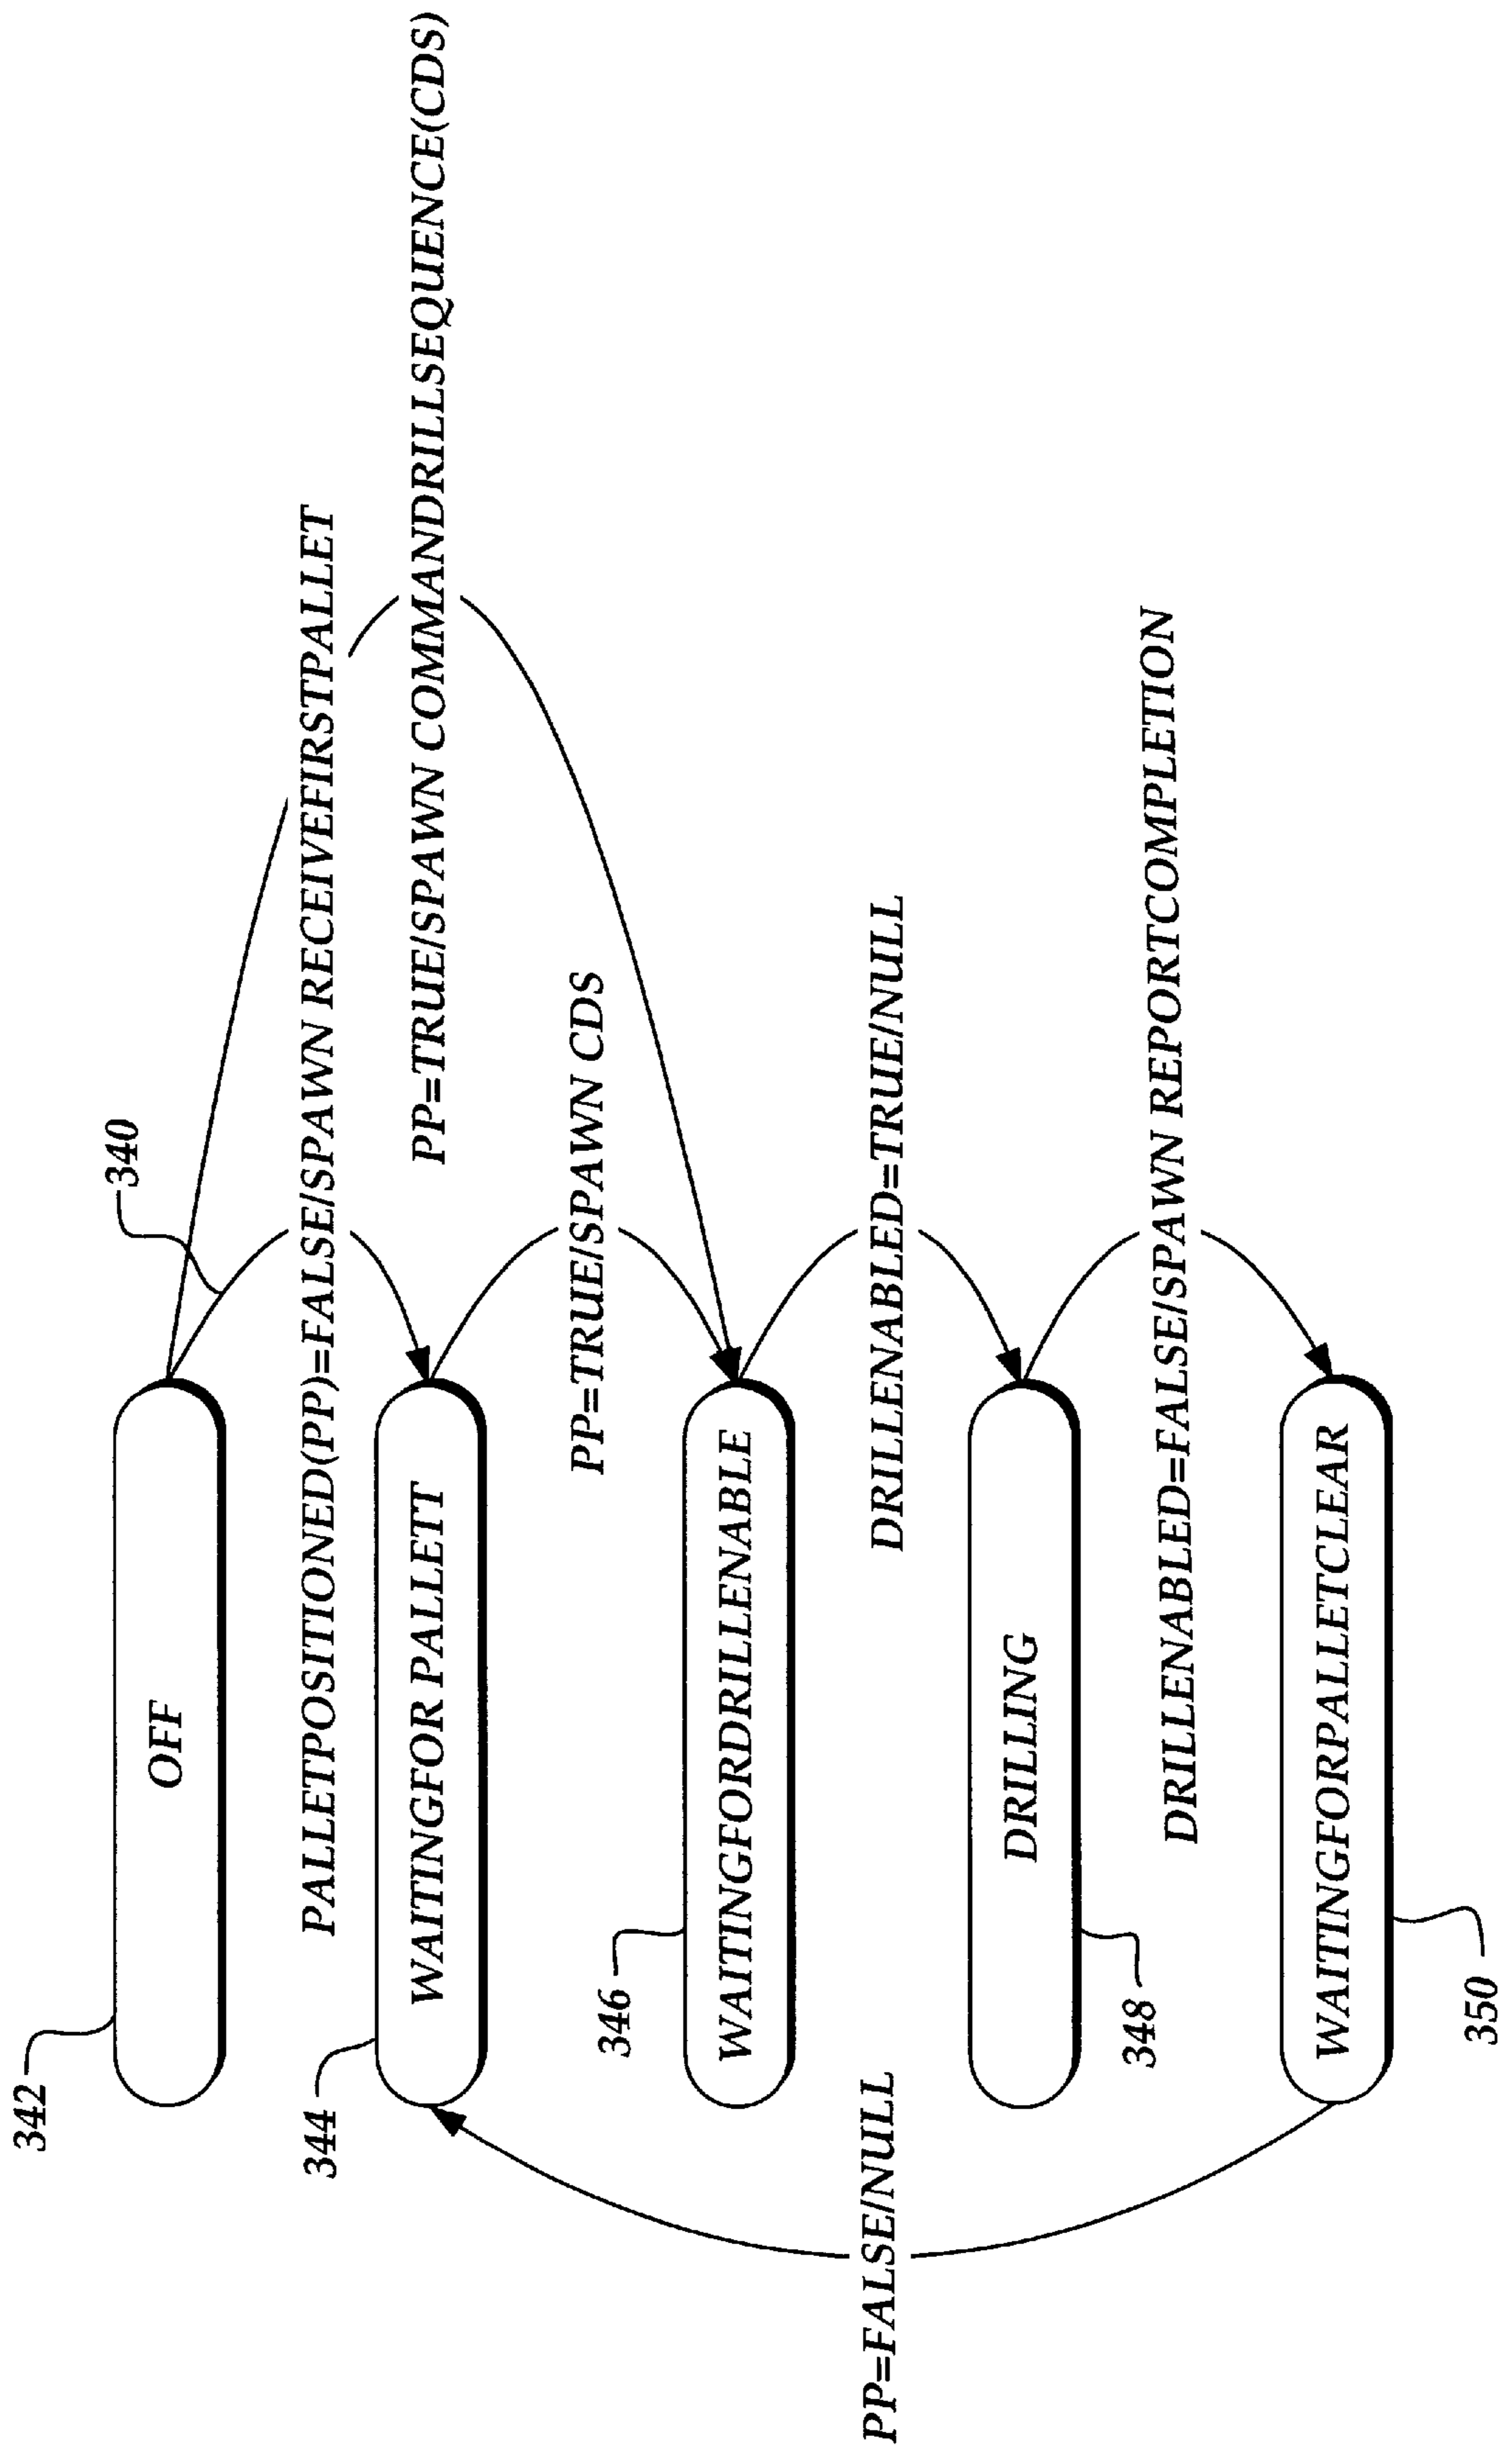 342
OFF
340
PALLETPOSITIONED(PP)=FALSE/SPAWN RECEIVEFIRSTPALLET
344
WAITINGFOR PALLETT
PP=TRUE/SPAWN COMMANDRILLSEQUENCE(CDS)
PP=TRUE/SPAWN CDS
346
WAITINGFORDRILLENABLE
PP=FALSE/NULL
DRILLENABLED=TRUE/NULL
DRILLING
348
DRILLENABLED=FALSE/SPAWN REPORTCOMPLETION
WAITINGFORPALLETCLEAR
350